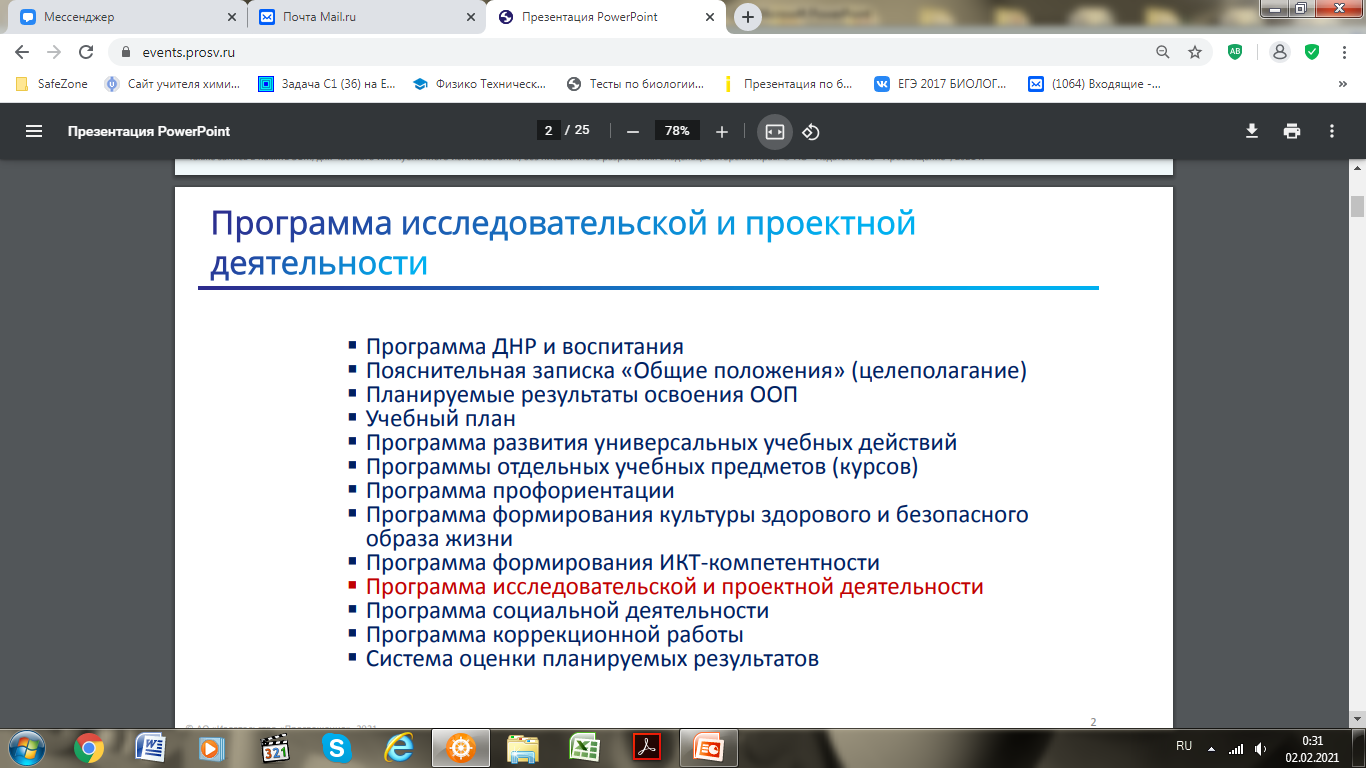 Мессенджер
Почта Mail.ru
Презентация PowerPoint
events.prosv.ru
SafeZone
Сайт учителя хими...
Задача C1 (36) на Е...
Физико Техническ...
Тесты по биологии...
Презентация по б...
ЕГЭ 2017 БИОЛОГ...
(1064) Входящие -...
»
Презентация PowerPoint
2 / 25
78%
Программа исследовательской и проектной
деятельности
Программа ДНР и воспитания
Пояснительная записка «Общие положения» (целеполагание)
Планируемые результаты освоения ООП
Учебный план
Программа развития универсальных учебных действий
Программы отдельных учебных предметов (курсов)
Программа профориентации
Программа формирования культуры здорового и безопасного
образа жизни
Программа формирования ИКТ-компетентности
Программа исследовательской и проектной деятельности
Программа социальной деятельности
Программа коррекционной работы
Система оценки планируемых результатов
2
321
RU
0:31
02.02.2021